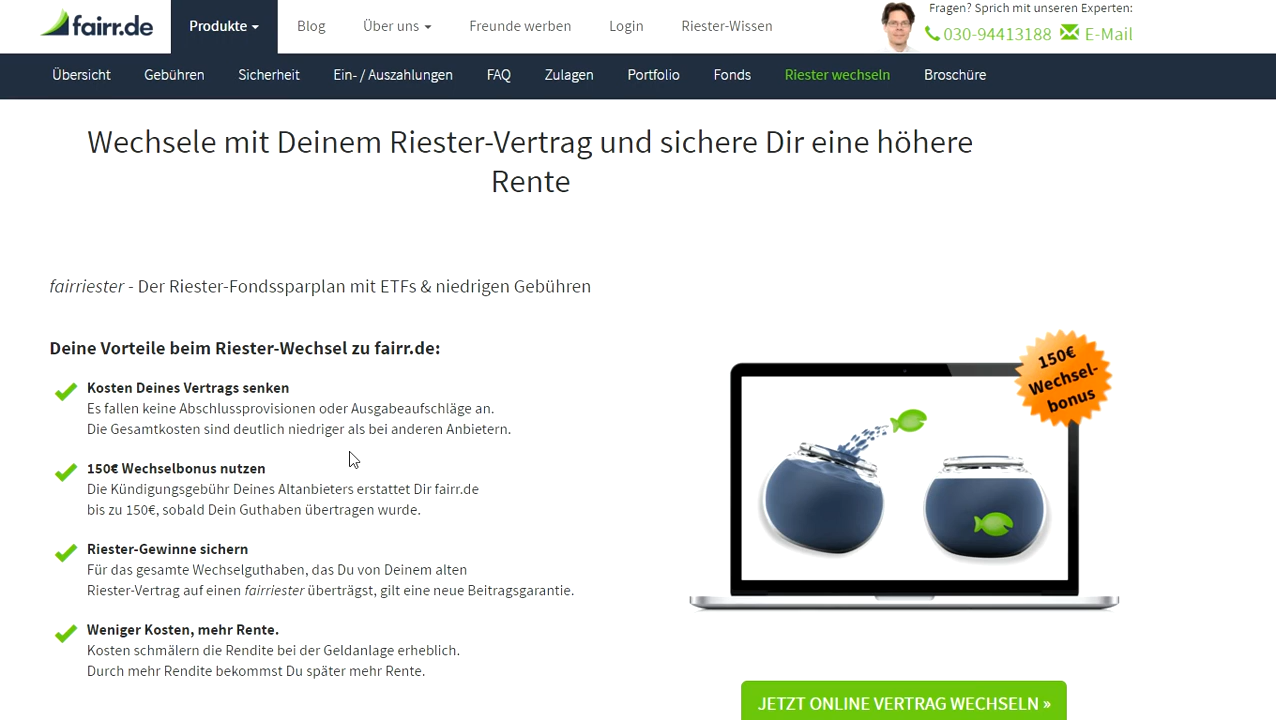 fairr.de
Produkte
Blog
Über uns
Freunde werben
Login
Riester-Wissen
Fragen? Sprich mit unseren Experten:
030-94413188 E-Mail
Übersicht
Gebühren
Sicherheit
Ein- / Auszahlungen
FAQ
Zulagen
Portfolio
Fonds
Riester wechseln
Broschüre
Wechsele mit Deinem Riester-Vertrag und sichere Dir eine höhere
Rente
fairriester - Der Riester-Fondssparplan mit ETFs & niedrigen Gebühren
Deine Vorteile beim Riester-Wechsel zu fairr.de:
Kosten Deines Vertrags senken
Es fallen keine Abschlussprovisionen oder Ausgabeaufschläge an.
Die Gesamtkosten sind deutlich niedriger als bei anderen Anbietern.
150€ Wechselbonus nutzen
Die Kündigungsgebühr Deines Altanbieters erstattet Dir fairr.de
bis zu 150€, sobald Dein Guthaben übertragen wurde.
Riester-Gewinne sichern
Für das gesamte Wechselguthaben, das Du von Deinem alten
Riester-Vertrag auf einen fairriester überträgst, gilt eine neue Beitragsgarantie.
Weniger Kosten, mehr Rente.
Kosten schmälern die Rendite bei der Geldanlage erheblich.
Durch mehr Rendite bekommst Du später mehr Rente.
150€
Wechsel-
bonus
JETZT ONLINE VERTRAG WECHSELN »